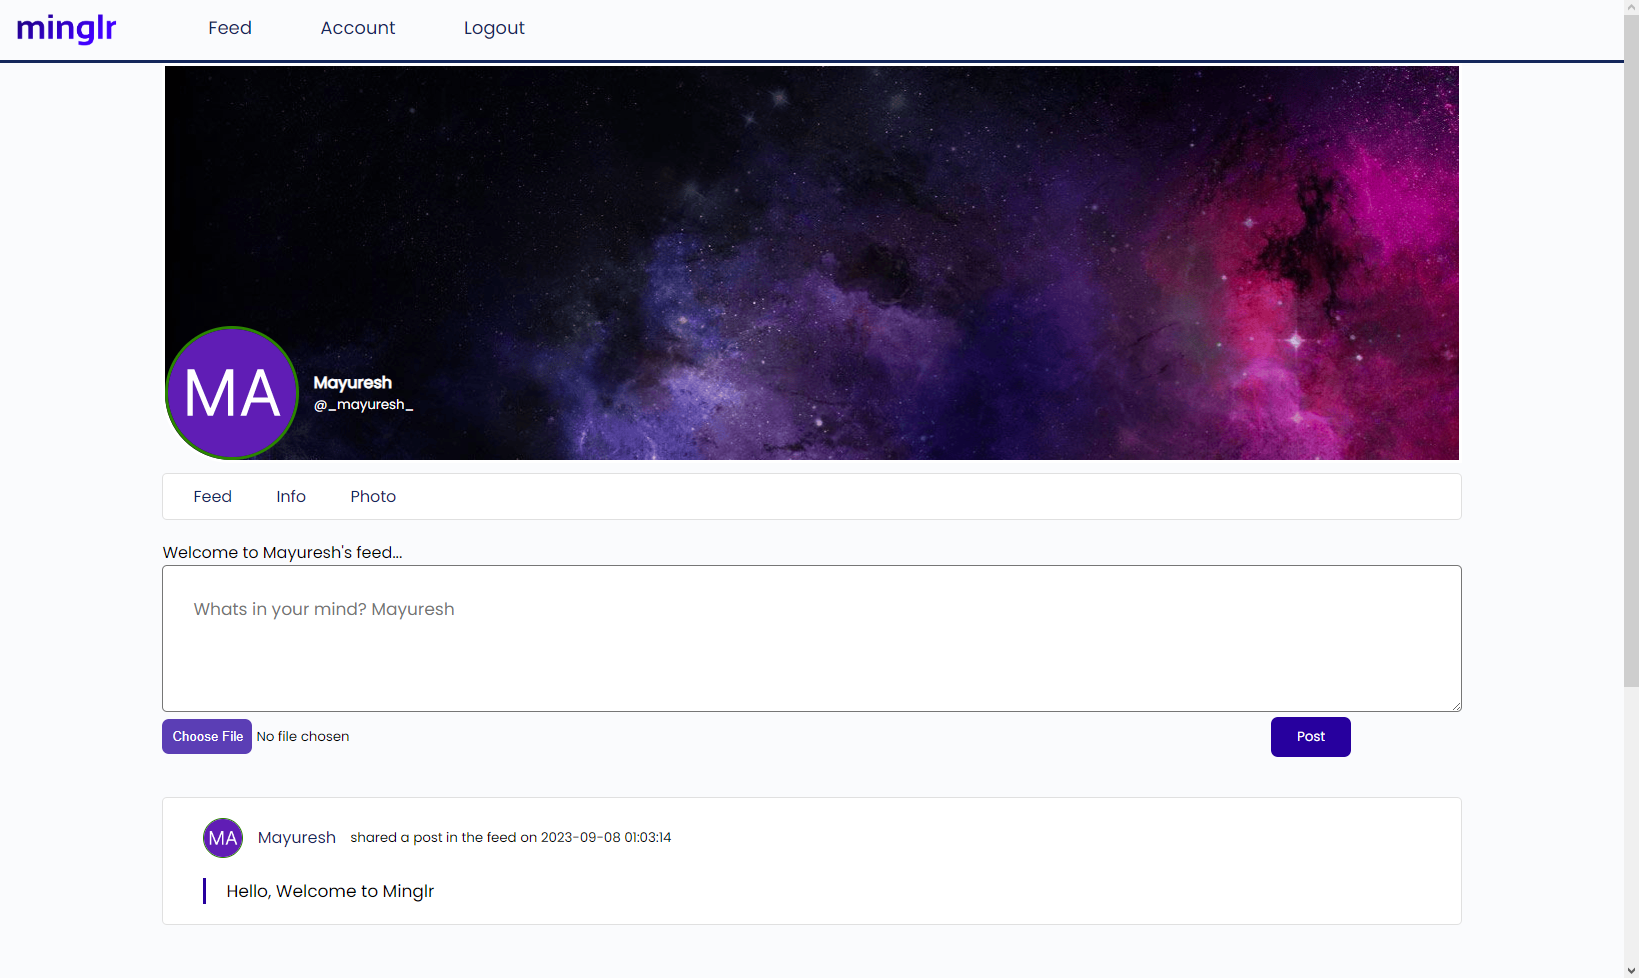 minglr Feed Account Logout
MA
Mayuresh
@_mayuresh_
Feed Info Photo
Welcome to Mayuresh's feed...
Whats in your mind? Mayuresh
Choose File No file chosen Post
MA Mayuresh shared a post in the feed on 2023-09-08 01:03:14
Hello, Welcome to Minglr